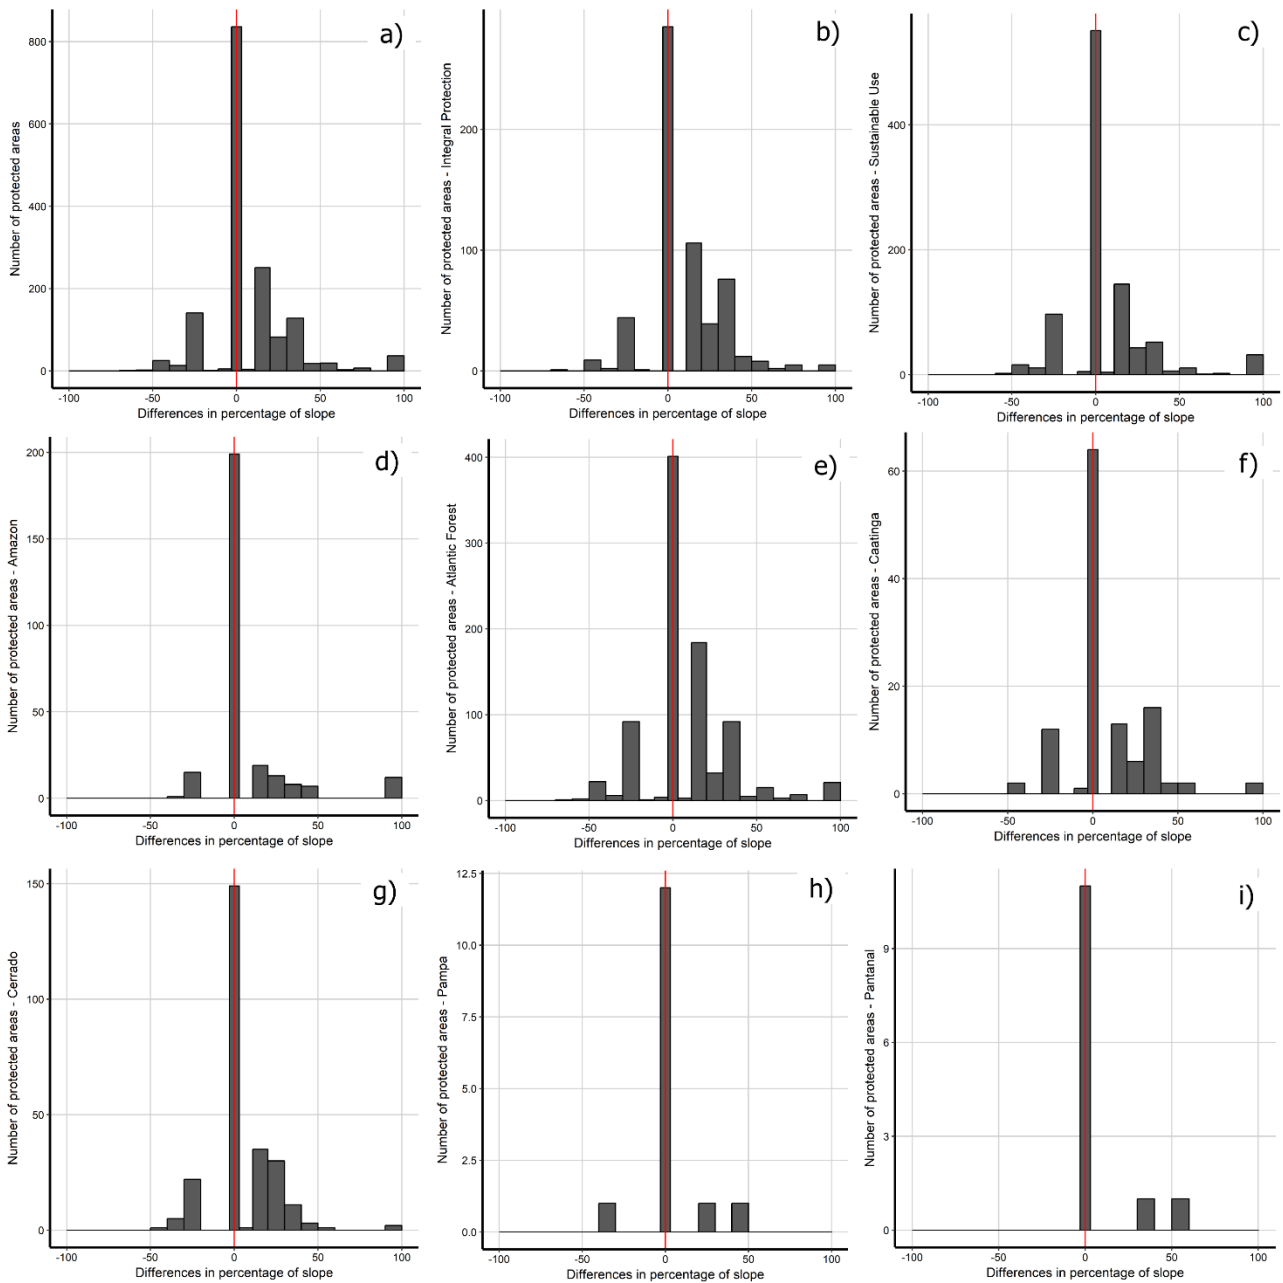 a)
Number of protected areas
800
600
400
200
0
-100 -50 0 50 100
Differences in percentage of slope
b)
Number of protected areas - Integral Protection
200
100
0
-100 -50 0 50 100
Differences in percentage of slope
c)
Number of protected areas - Sustainable Use
400
200
0
-100 -50 0 50 100
Differences in percentage of slope
d)
Number of protected areas - Amazon
200
150
100
50
0
-100 -50 0 50 100
Differences in percentage of slope
e)
Number of protected areas - Atlantic Forest
400
300
200
100
0
-100 -50 0 50 100
Differences in percentage of slope
f)
Number of protected areas - Caatinga
60
40
20
0
-100 -50 0 50 100
Differences in percentage of slope
g)
Number of protected areas - Cerrado
150
100
50
0
-100 -50 0 50 100
Differences in percentage of slope
h)
Number of protected areas - Pampa
12.5
10.0
7.5
5.0
2.5
0.0
-100 -50 0 50 100
Differences in percentage of slope
i)
Number of protected areas - Pantanal
9
6
3
0
-100 -50 0 50 100
Differences in percentage of slope